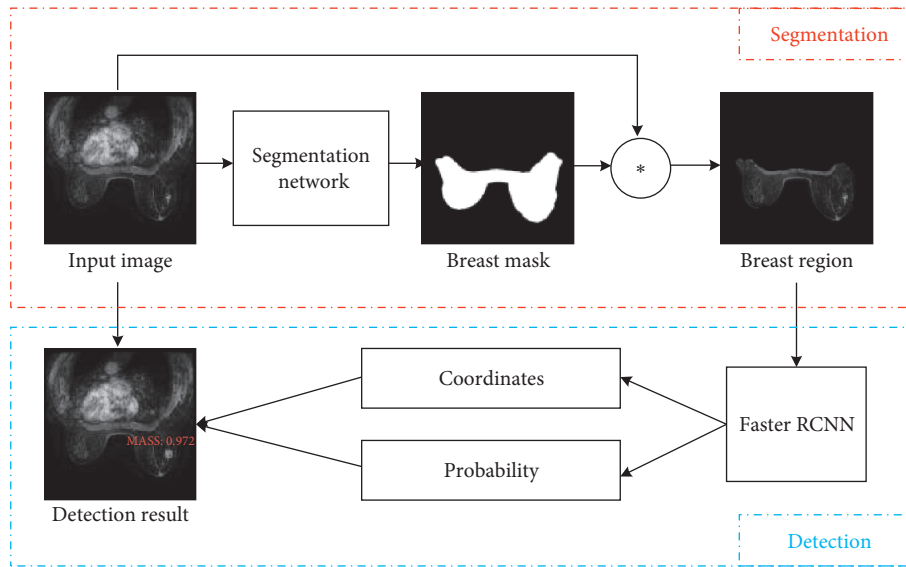 Segmentation
Segmentation
network
*
Input image
Breast mask
Breast region
Coordinates
Faster RCNN
MASS: 0.972
Probability
Detection result
Detection